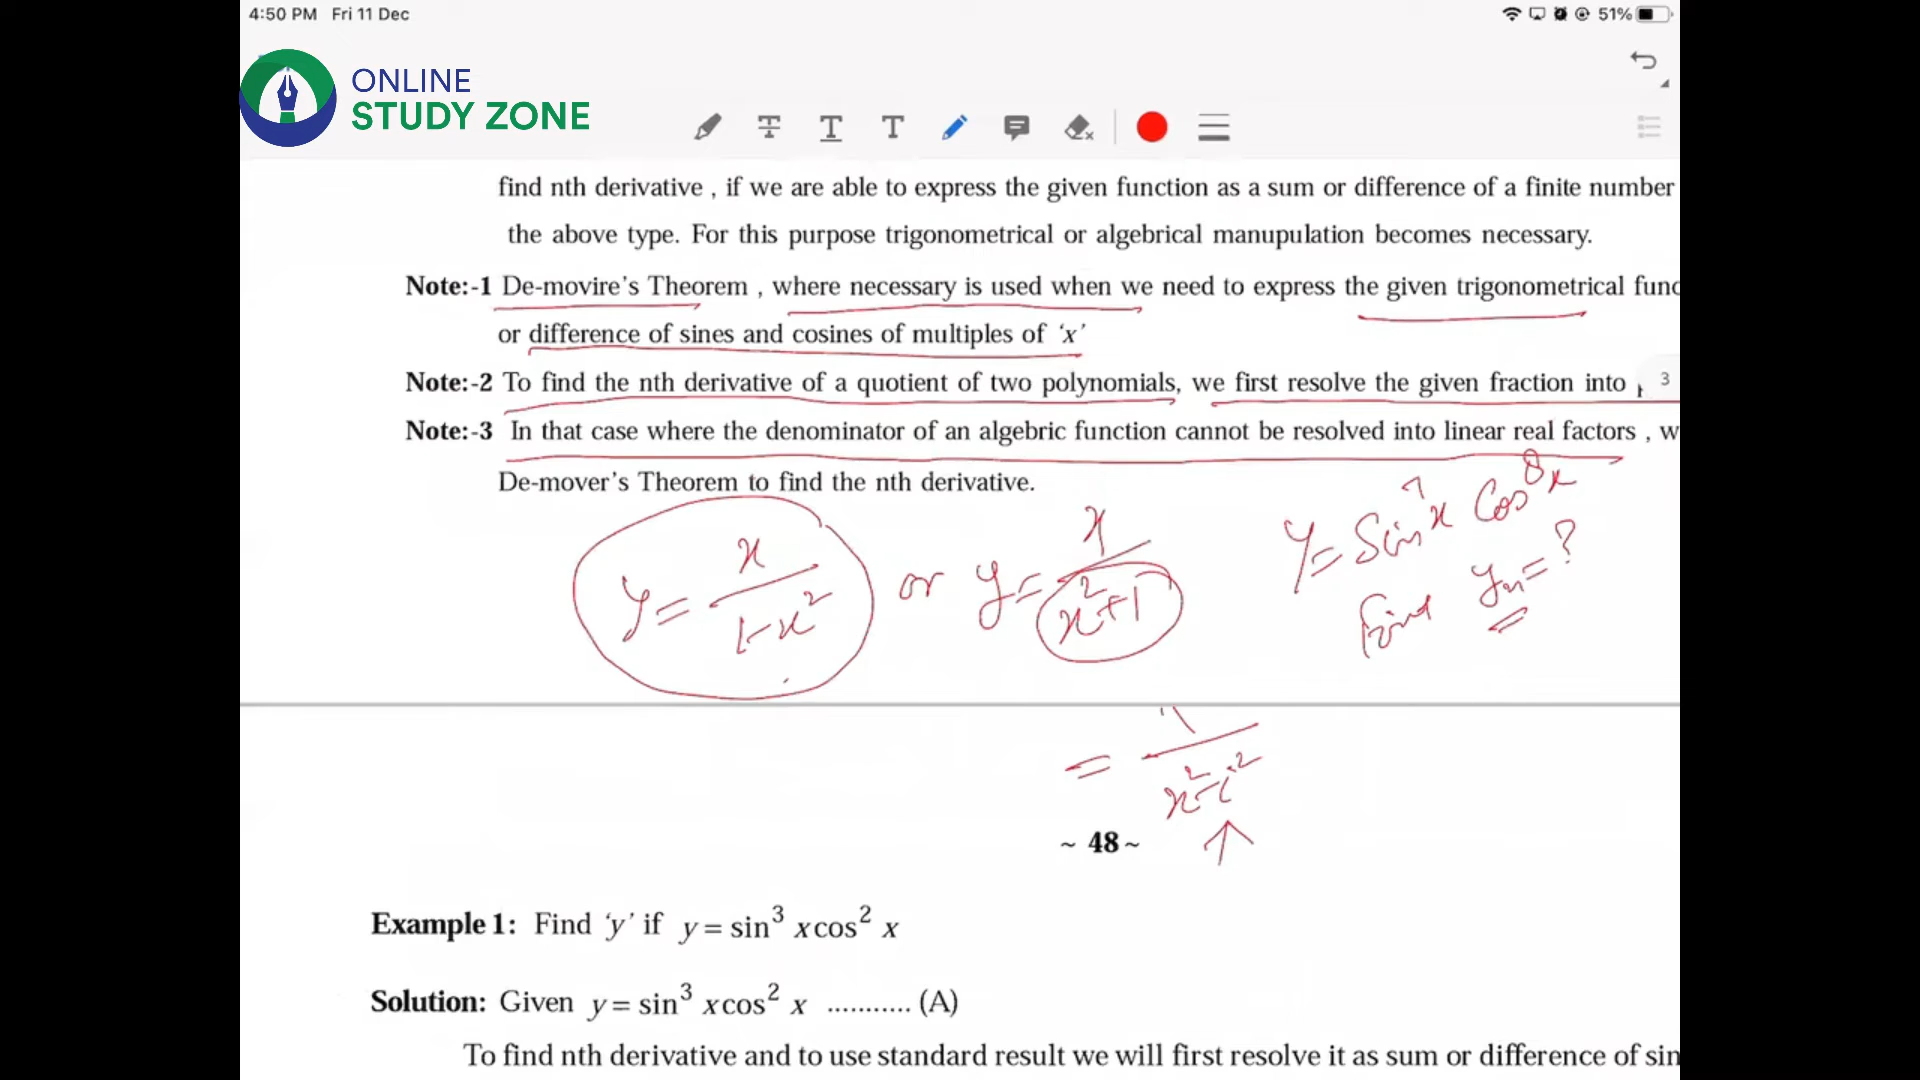 4:50 PM Fri 11 Dec
51%
ONLINE
STUDY ZONE
find nth derivative , if we are able to express the given function as a sum or difference of a finite number
the above type. For this purpose trigonometrical or algebrical manupulation becomes necessary.
Note:-1 De-movire's Theorem , where necessary is used when we need to express the given trigonometrical func
or difference of sines and cosines of multiples of 'x'
Note:-2 To find the nth derivative of a quotient of two polynomials, we first resolve the given fraction into
3
Note:-3 In that case where the denominator of an algebric function cannot be resolved into linear real factors , w
De-mover's Theorem to find the nth derivative.
y = x / 1-x² or y = x / x²+1
y = Sin⁷x Cos⁸x
Find yₙ = ?
= x / x²-i²
~ 48 ~
Example 1: Find 'y' if y = sin³ x cos² x
Solution: Given y = sin³ x cos² x ........... (A)
To find nth derivative and to use standard result we will first resolve it as sum or difference of sin